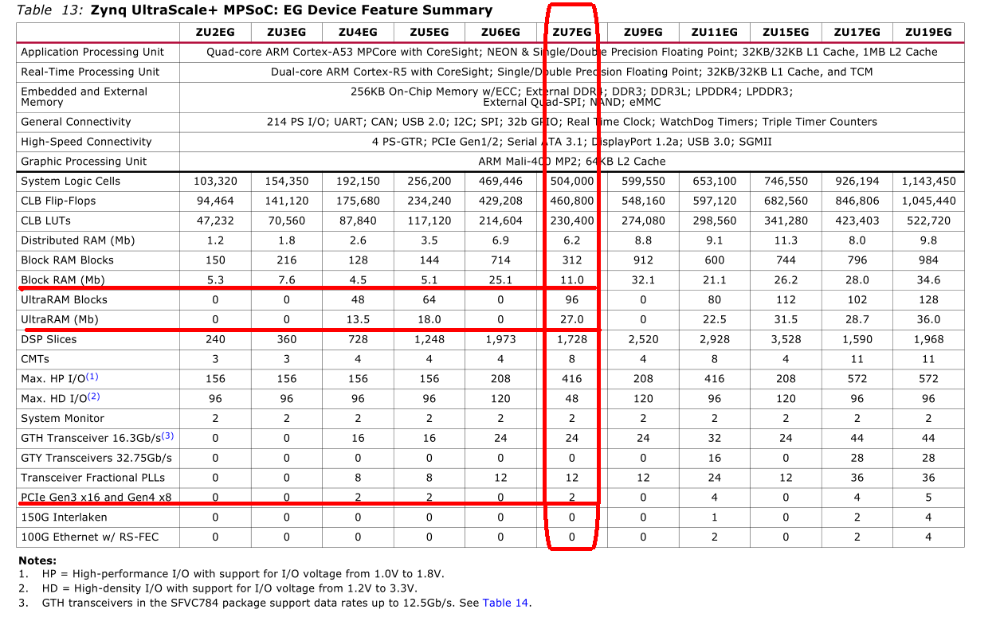 Table 13: Zynq UltraScale+ MPSoC: EG Device Feature Summary
ZU2EG ZU3EG ZU4EG ZU5EG ZU6EG ZU7EG ZU9EG ZU11EG ZU15EG ZU17EG ZU19EG
Application Processing Unit Quad-core ARM Cortex-A53 MPCore with CoreSight; NEON & Single/Double Precision Floating Point; 32KB/32KB L1 Cache, 1MB L2 Cache
Real-Time Processing Unit Dual-core ARM Cortex-R5 with CoreSight; Single/Double Precision Floating Point; 32KB/32KB L1 Cache, and TCM
Embedded and External Memory 256KB On-Chip Memory w/ECC; External DDR4; DDR3; DDR3L; LPDDR4; LPDDR3;
External Quad-SPI; NAND; eMMC
General Connectivity 214 PS I/O; UART; CAN; USB 2.0; I2C; SPI; 32b GPIO; Real Time Clock; WatchDog Timers; Triple Timer Counters
High-Speed Connectivity 4 PS-GTR; PCIe Gen1/2; Serial ATA 3.1; DisplayPort 1.2a; USB 3.0; SGMII
Graphic Processing Unit ARM Mali-400 MP2; 64KB L2 Cache
System Logic Cells 103,320 154,350 192,150 256,200 469,446 504,000 599,550 653,100 746,550 926,194 1,143,450
CLB Flip-Flops 94,464 141,120 175,680 234,240 429,208 460,800 548,160 597,120 682,560 846,806 1,045,440
CLB LUTs 47,232 70,560 87,840 117,120 214,604 230,400 274,080 298,560 341,280 423,403 522,720
Distributed RAM (Mb) 1.2 1.8 2.6 3.5 6.9 6.2 8.8 9.1 11.3 8.0 9.8
Block RAM Blocks 150 216 128 144 714 312 912 600 744 796 984
Block RAM (Mb) 5.3 7.6 4.5 5.1 25.1 11.0 32.1 21.1 26.2 28.0 34.6
UltraRAM Blocks 0 0 48 64 0 96 0 80 112 102 128
UltraRAM (Mb) 0 0 13.5 18.0 0 27.0 0 22.5 31.5 28.7 36.0
DSP Slices 240 360 728 1,248 1,973 1,728 2,520 2,928 3,528 1,590 1,968
CMTs 3 3 4 4 4 8 4 8 4 11 11
Max. HP I/O(1) 156 156 156 156 208 416 208 416 208 572 572
Max. HD I/O(2) 96 96 96 96 120 48 120 96 120 96 96
System Monitor 2 2 2 2 2 2 2 2 2 2 2
GTH Transceiver 16.3Gb/s(3) 0 0 16 16 24 24 24 32 24 44 44
GTY Transceivers 32.75Gb/s 0 0 0 0 0 0 0 16 0 28 28
Transceiver Fractional PLLs 0 0 8 8 12 12 12 24 12 36 36
PCIe Gen3 x16 and Gen4 x8 0 0 2 2 0 2 0 4 0 4 5
150G Interlaken 0 0 0 0 0 0 0 1 0 2 4
100G Ethernet w/ RS-FEC 0 0 0 0 0 0 0 2 0 2 4
Notes:
1. HP = High-performance I/O with support for I/O voltage from 1.0V to 1.8V.
2. HD = High-density I/O with support for I/O voltage from 1.2V to 3.3V.
3. GTH transceivers in the SFVC784 package support data rates up to 12.5Gb/s. See Table 14.